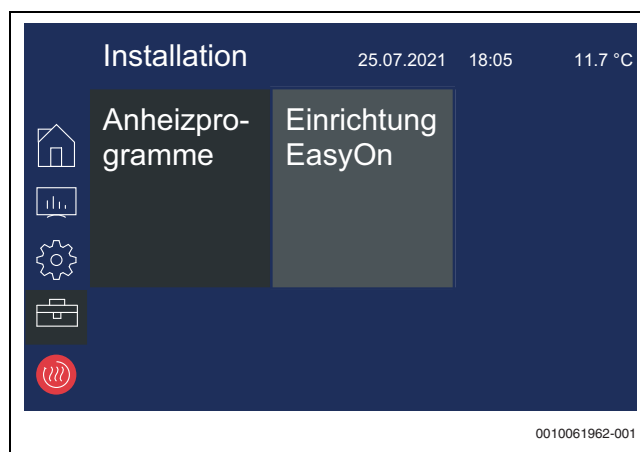 Installation 25.07.2021 18:05 11.7 °C
Anheizpro-
gramme
Einrichtung
EasyOn
0010061962-001